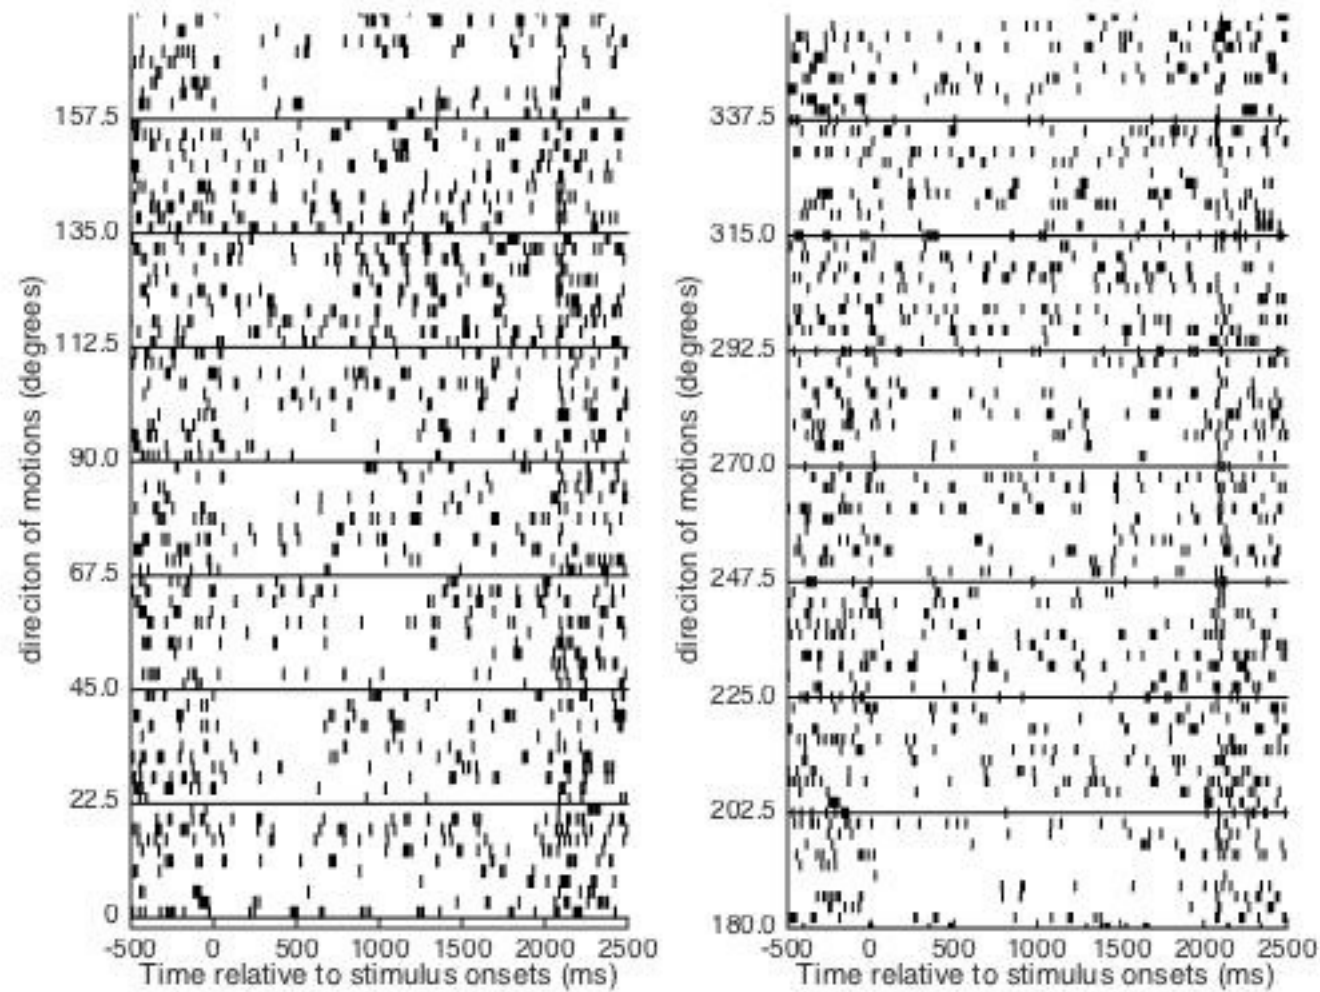 157.5
135.0
112.5
90.0
67.5
45.0
22.5
0
direciton of motions (degrees)
-500 0 500 1000 1500 2000 2500
Time relative to stimulus onsets (ms)
337.5
315.0
292.5
270.0
247.5
225.0
202.5
180.0
direciton of motions (degrees)
-500 0 500 1000 1500 2000 2500
Time relative to stimulus onsets (ms)